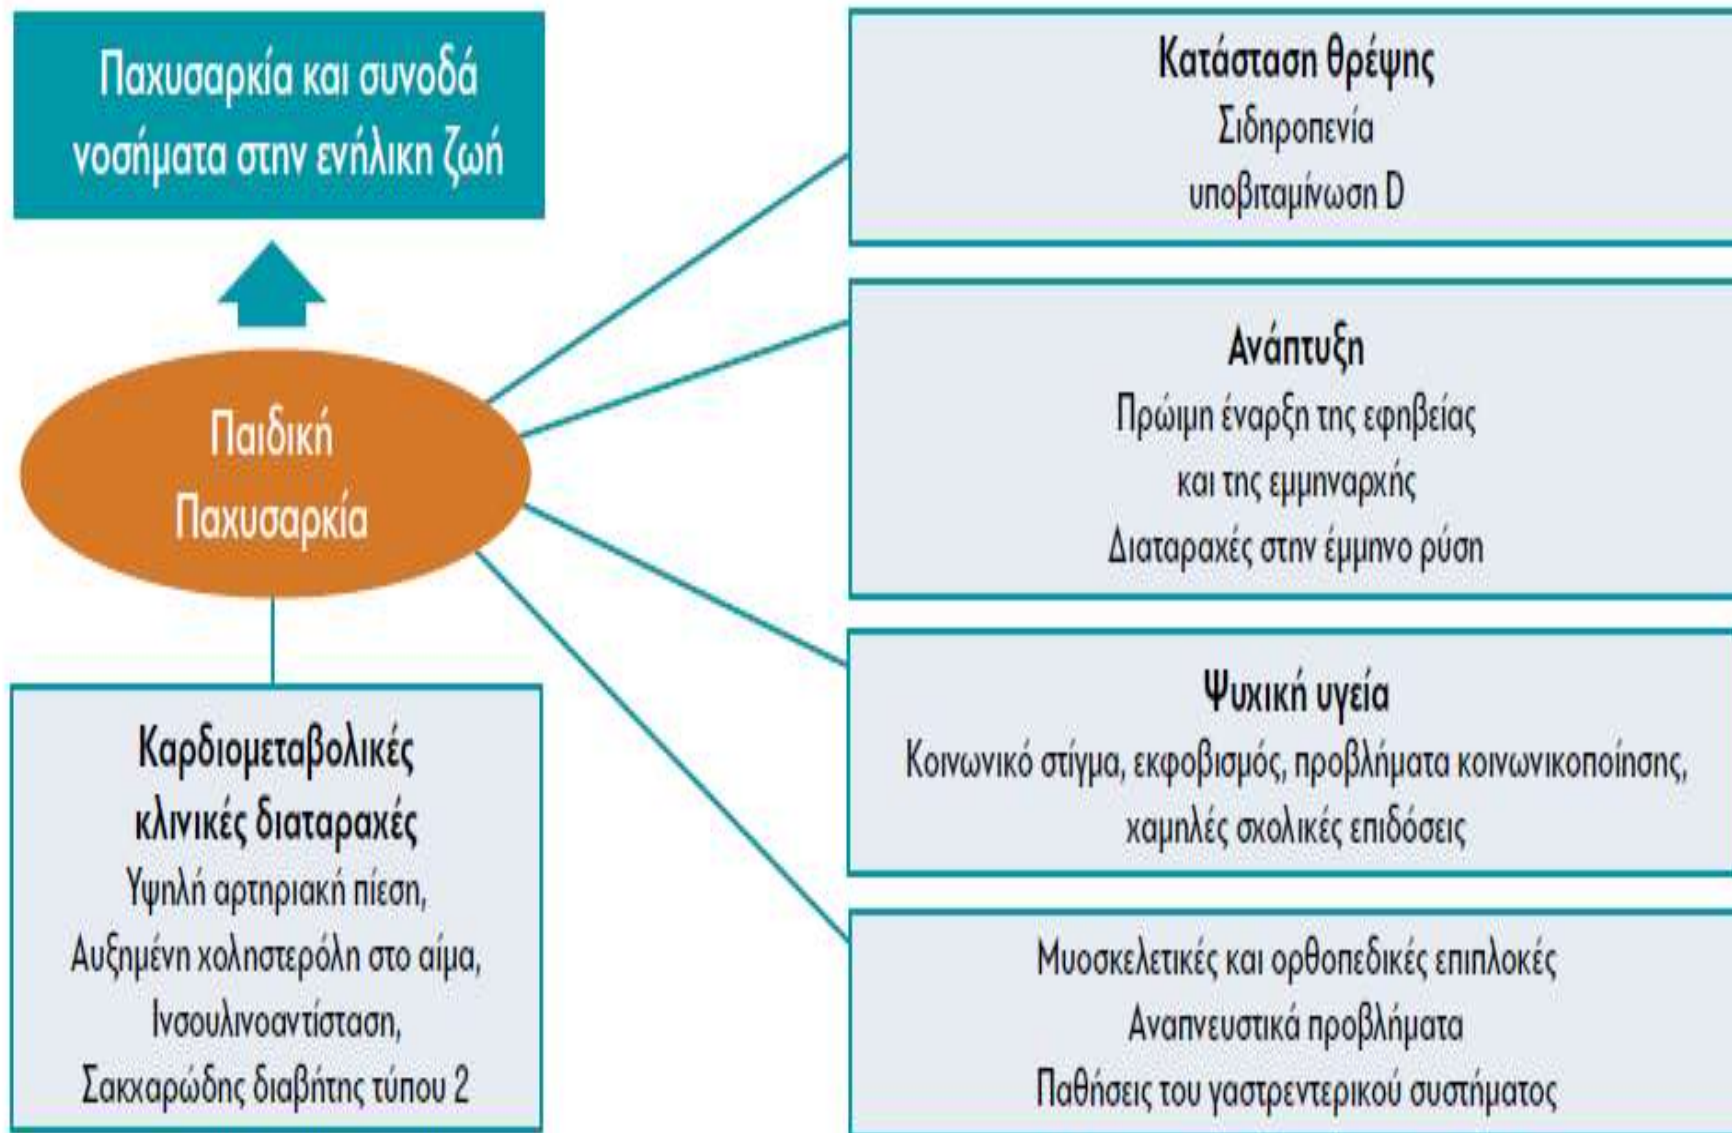 Παχυσαρκία και συνοδά
νοσήματα στην ενήλικη ζωή
Παιδική
Παχυσαρκία
Καρδιομεταβολικές
κλινικές διαταραχές
Υψηλή αρτηριακή πίεση,
Αυξημένη χοληστερόλη στο αίμα,
Ινσουλινοαντίσταση,
Σακχαρώδης διαβήτης τύπου 2
Κατάσταση θρέψης
Σιδηροπενία
υποβιταμίνωση D
Ανάπτυξη
Πρώιμη έναρξη της εφηβείας
και της εμμηναρχής
Διαταραχές στην έμμηνο ρύση
Ψυχική υγεία
Κοινωνικό στίγμα, εκφοβισμός, προβλήματα κοινωνικοποίησης,
χαμηλές σχολικές επιδόσεις
Μυοσκελετικές και ορθοπεδικές επιπλοκές
Αναπνευστικά προβλήματα
Παθήσεις του γαστρεντερικού συστήματος